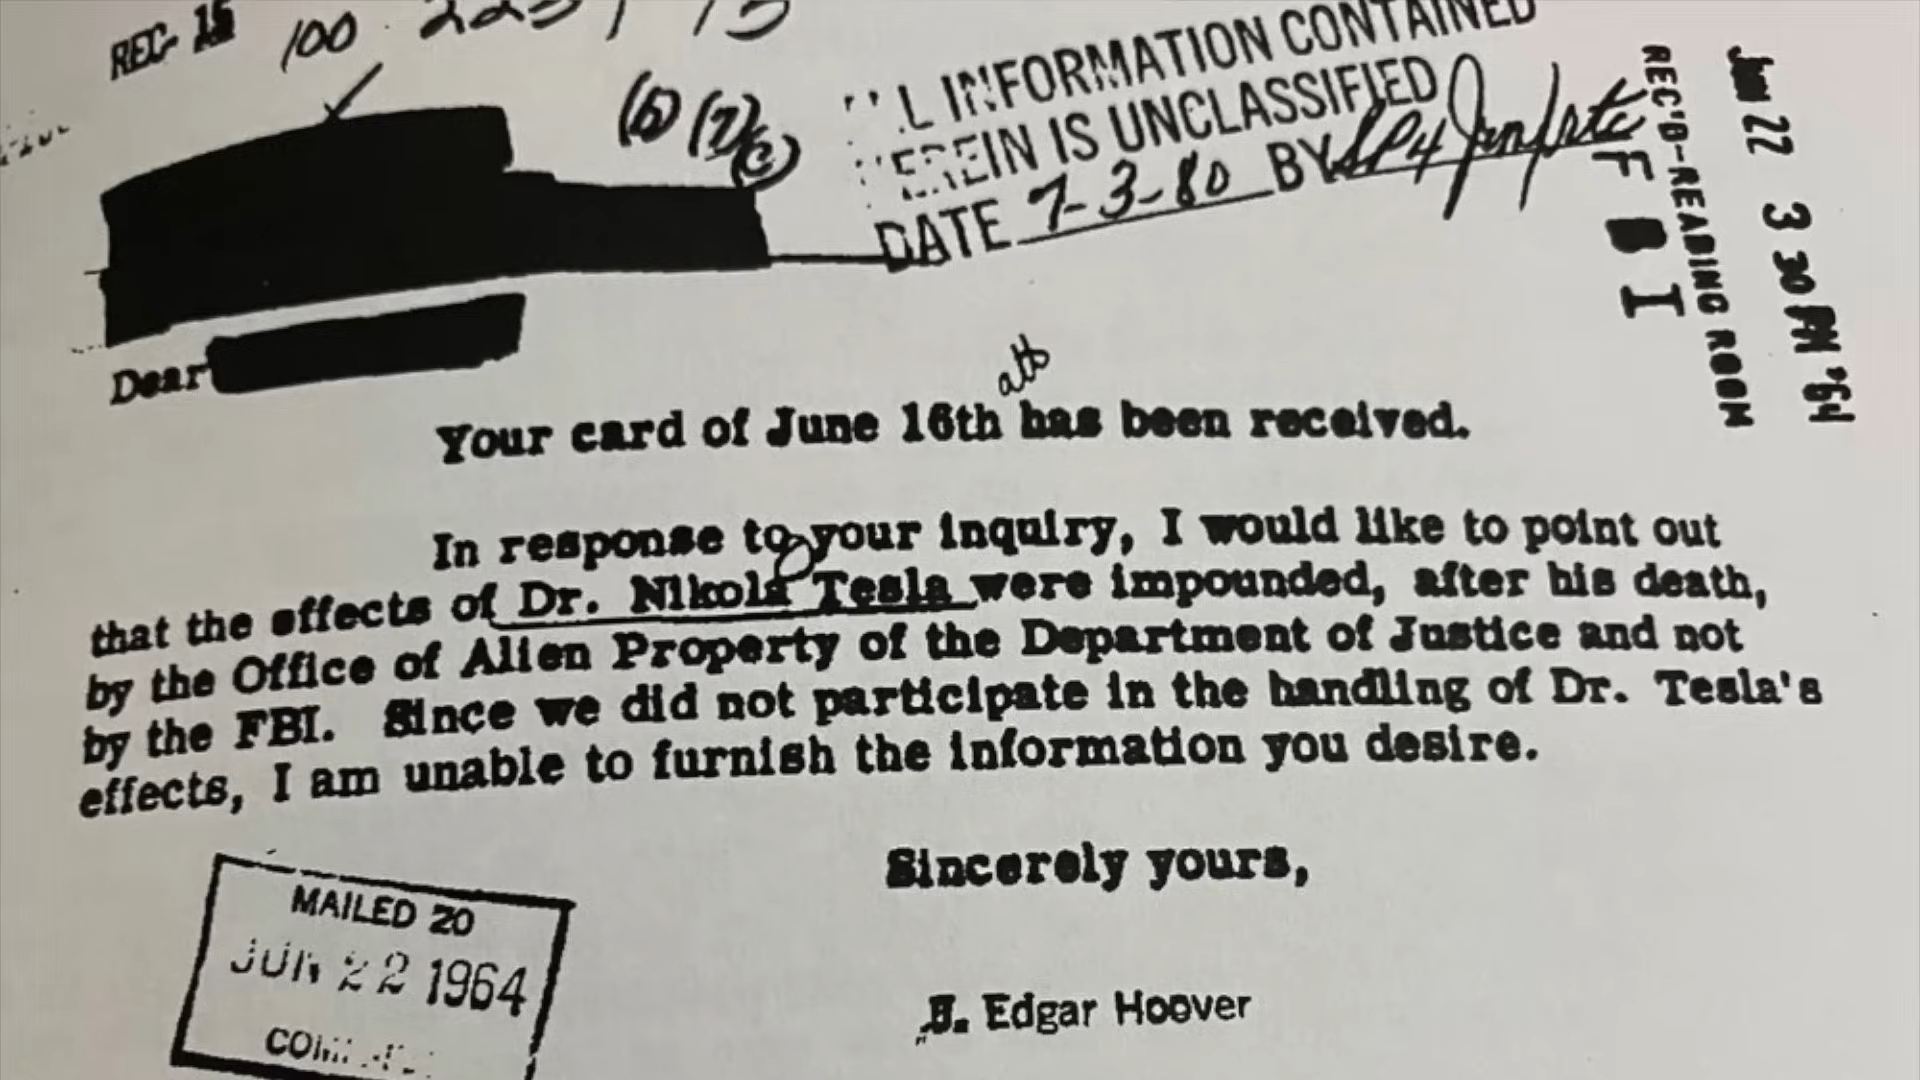 REC- 15 100
(b)(7)(c)
INFORMATION CONTAINED
IS UNCLASSIFIED
DATE 7-3-80 BY SP4
REC'D-READING ROOM
F B I
JUN 22 3 30 PM '64
Dear
Your card of June 16th has been received.
In response to your inquiry, I would like to point out
that the effects of Dr. Nikola Tesla were impounded, after his death,
by the Office of Alien Property of the Department of Justice and not
by the FBI. Since we did not participate in the handling of Dr. Tesla's
effects, I am unable to furnish the information you desire.
Sincerely yours,
J. Edgar Hoover
MAILED 20
JUN 22 1964